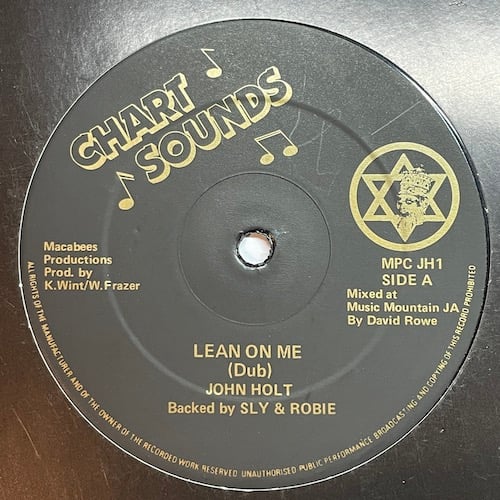 CHART
SOUNDS
Macabees
Productions
Prod. by
K.Wint/W.Frazer
MPC JH1
SIDE A
Mixed at
Music Mountain JA
By David Rowe
LEAN ON ME
(Dub)
JOHN HOLT
Backed by SLY & ROBIE
ALL RIGHTS OF THE MANUFACTURER AND OF THE OWNER OF THE RECORDED WORK RESERVED UNAUTHORISED PUBLIC PERFORMANCE BROADCASTING AND COPYING OF THIS RECORD PROHIBITED